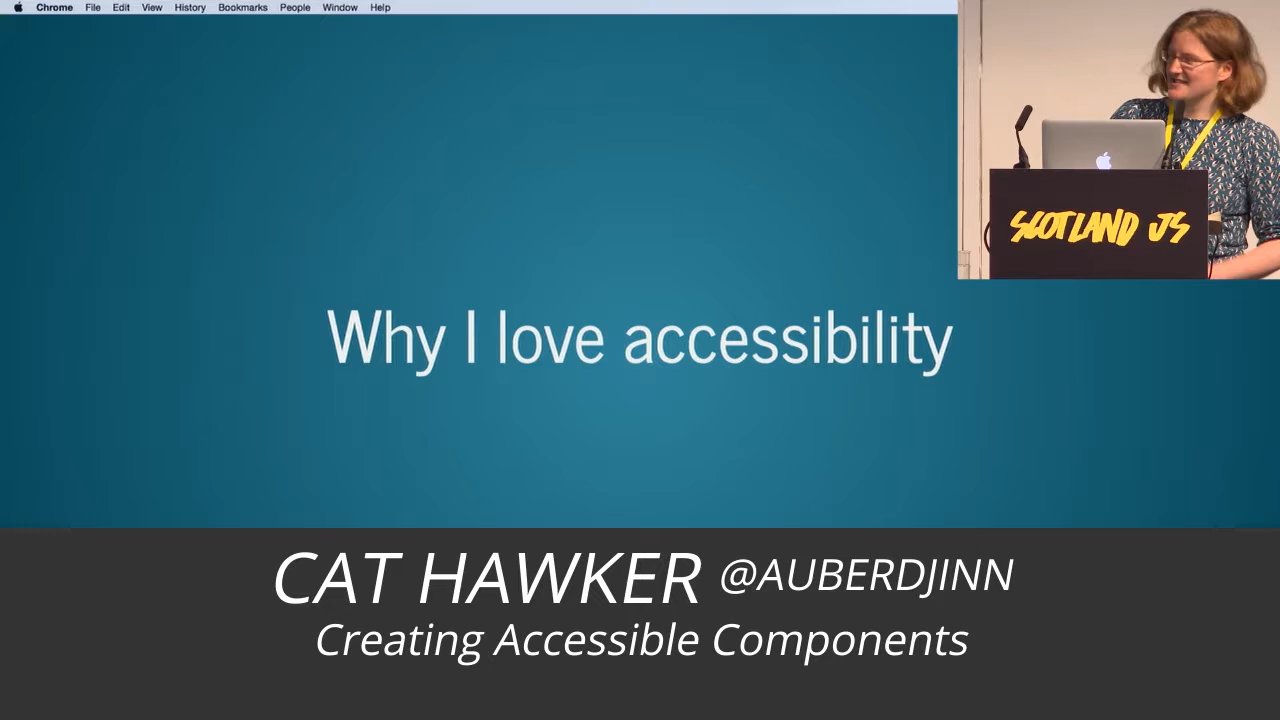 Chrome File Edit View History Bookmarks People Window Help
SCOTLAND JS
Why I love accessibility
CAT HAWKER @AUBERDJINN
Creating Accessible Components